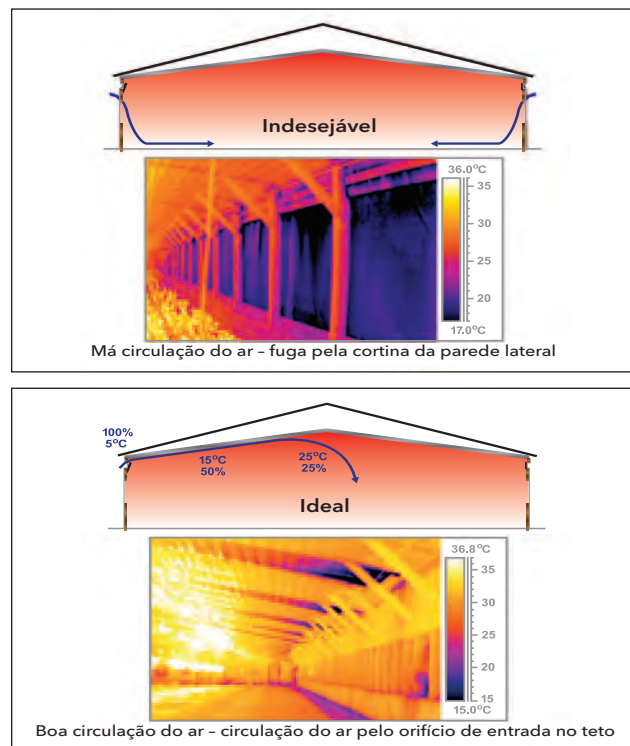 Indesejável
36.0°C
35
30
25
20
17.0°C
Má circulação do ar – fuga pela cortina da parede lateral
100%
5°C
15°C
50%
25°C
25%
Ideal
36.8°C
35
30
25
20
15
15.0°C
Boa circulação do ar – circulação do ar pelo orifício de entrada no teto